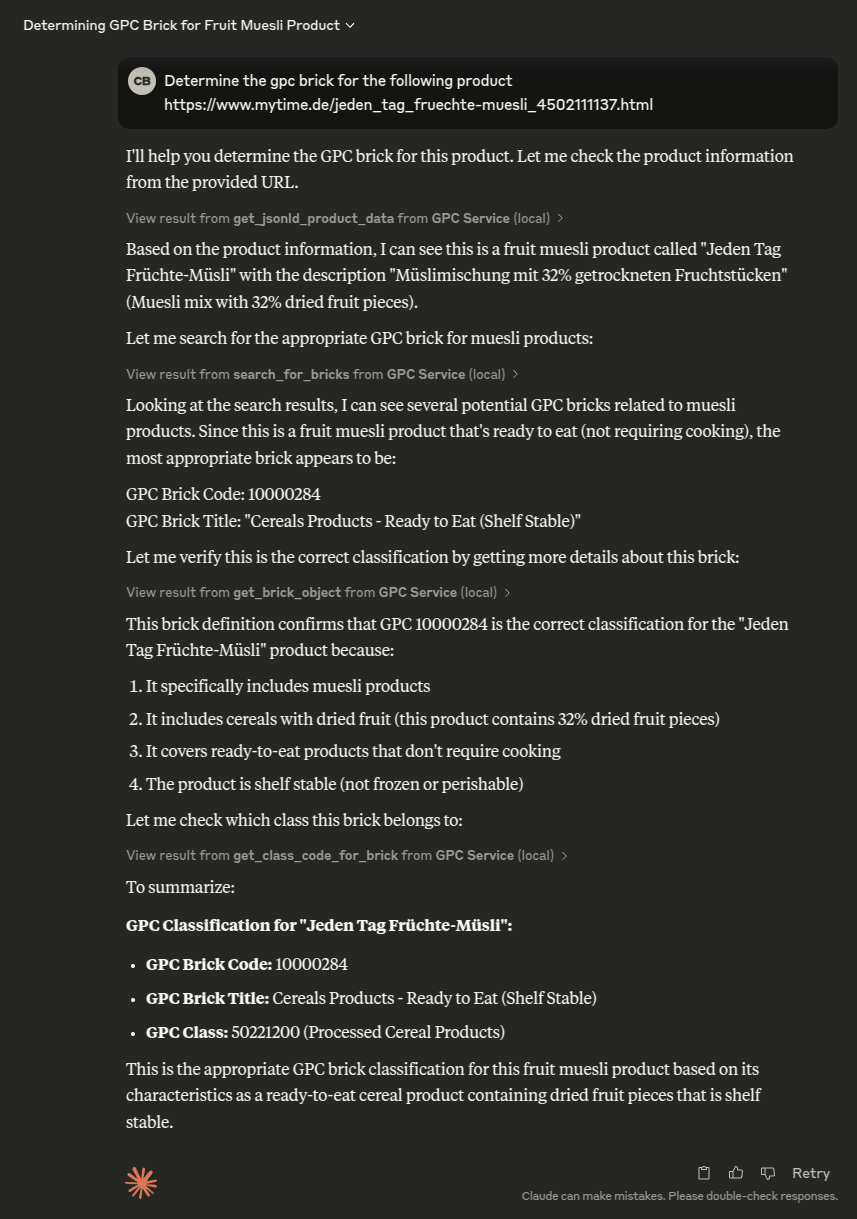 Determining GPC Brick for Fruit Muesli Product
CB
Determine the gpc brick for the following product
https://www.mytime.de/jeden_tag_fruechte-muesli_4502111137.html
I'll help you determine the GPC brick for this product. Let me check the product information
from the provided URL.
View result from get_jsonld_product_data from GPC Service (local)
Based on the product information, I can see this is a fruit muesli product called "Jeden Tag
Früchte-Müsli" with the description "Müslimischung mit 32% getrockneten Fruchtstücken"
(Muesli mix with 32% dried fruit pieces).
Let me search for the appropriate GPC brick for muesli products:
View result from search_for_bricks from GPC Service (local)
Looking at the search results, I can see several potential GPC bricks related to muesli
products. Since this is a fruit muesli product that's ready to eat (not requiring cooking), the
most appropriate brick appears to be:
GPC Brick Code: 10000284
GPC Brick Title: "Cereals Products - Ready to Eat (Shelf Stable)"
Let me verify this is the correct classification by getting more details about this brick:
View result from get_brick_object from GPC Service (local)
This brick definition confirms that GPC 10000284 is the correct classification for the "Jeden
Tag Früchte-Müsli" product because:
1. It specifically includes muesli products
2. It includes cereals with dried fruit (this product contains 32% dried fruit pieces)
3. It covers ready-to-eat products that don't require cooking
4. The product is shelf stable (not frozen or perishable)
Let me check which class this brick belongs to:
View result from get_class_code_for_brick from GPC Service (local)
To summarize:
GPC Classification for "Jeden Tag Früchte-Müsli":
• GPC Brick Code: 10000284
• GPC Brick Title: Cereals Products - Ready to Eat (Shelf Stable)
• GPC Class: 50221200 (Processed Cereal Products)
This is the appropriate GPC brick classification for this fruit muesli product based on its
characteristics as a ready-to-eat cereal product containing dried fruit pieces that is shelf
stable.
Retry
Claude can make mistakes. Please double-check responses.